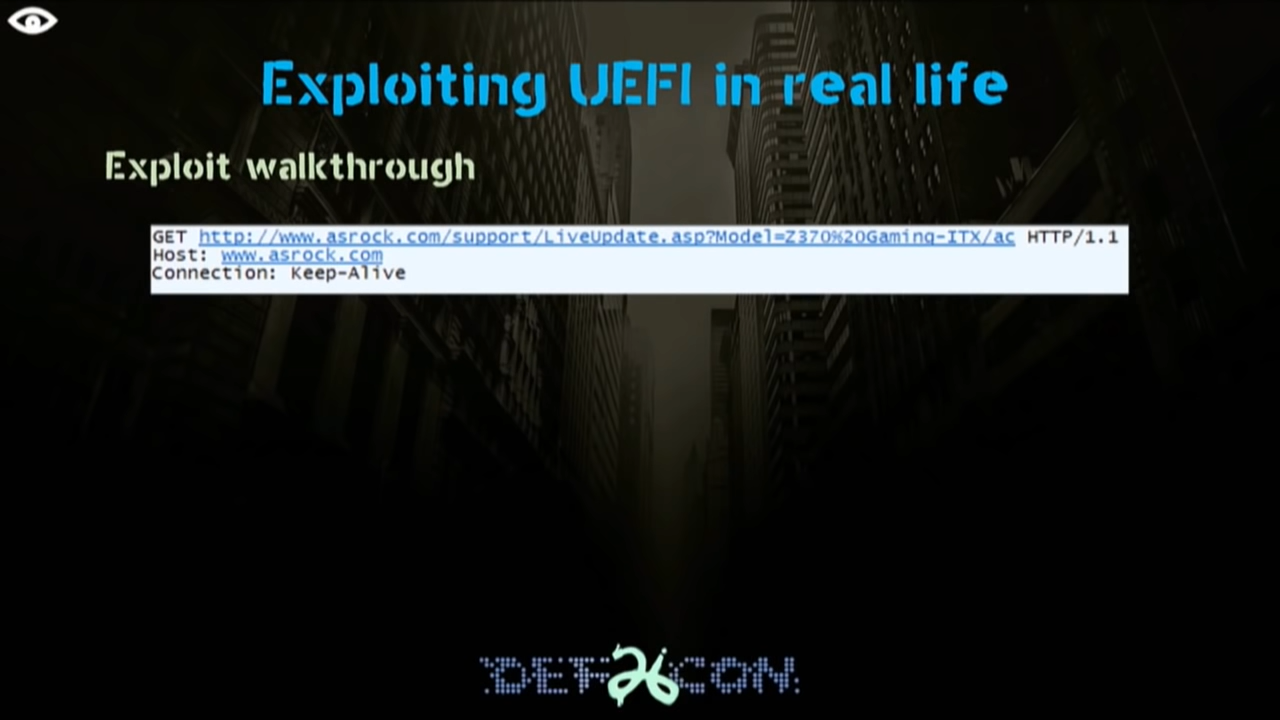 Exploiting UEFI in real life
Exploit walkthrough
GET http://www.asrock.com/support/LiveUpdate.asp?Model=Z370%20Gaming-ITX/ac HTTP/1.1
Host: www.asrock.com
Connection: Keep-Alive
DEF 26 CON